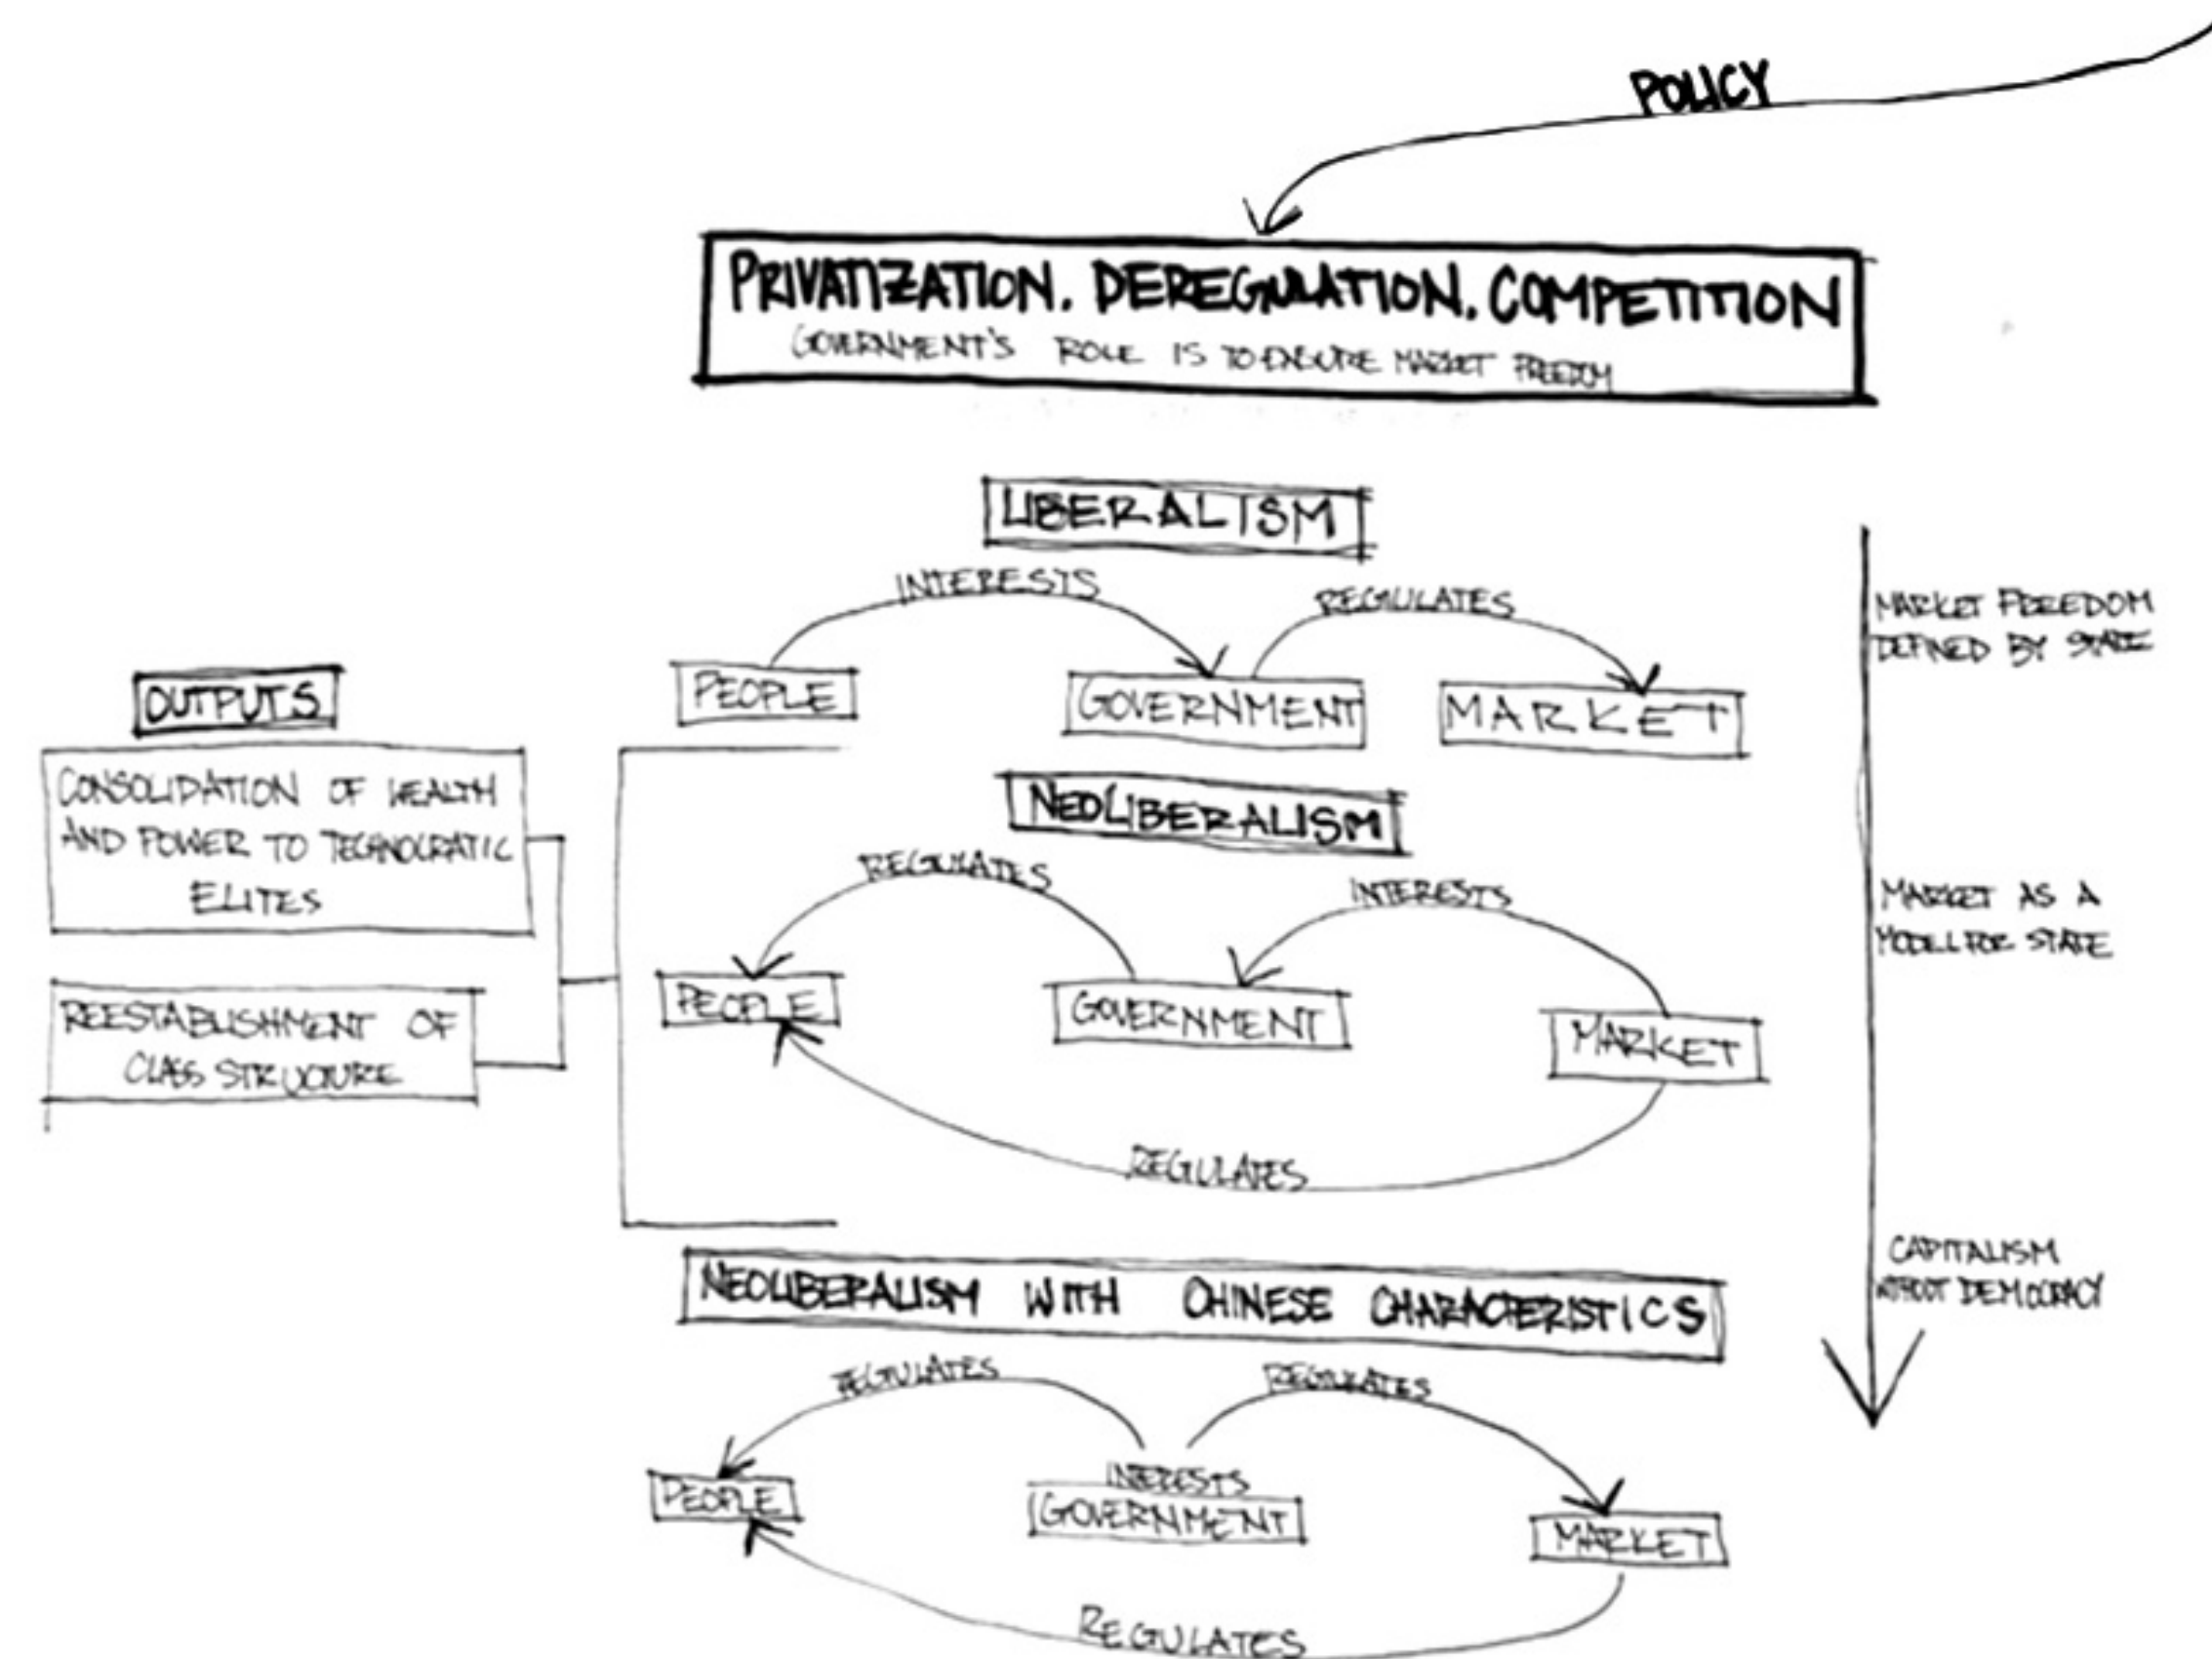 POLICY
PRIVATIZATION. DEREGULATION. COMPETITION
GOVERNMENT'S ROLE IS TO ENSURE MARKET FREEDOM
LIBERALISM
INTERESTS
REGULATES
PEOPLE
GOVERNMENT
MARKET
MARKET FREEDOM
DEFINED BY STATE
OUTPUTS
CONSOLIDATION OF WEALTH
AND POWER TO TECHNOCRATIC
ELITES
REESTABLISHMENT OF
CLASS STRUCTURE
NEOLIBERALISM
REGULATES
INTERESTS
PEOPLE
GOVERNMENT
MARKET
REGULATES
MARKET AS A
MODEL FOR STATE
NEOLIBERALISM WITH CHINESE CHARACTERISTICS
CAPITALISM
WITHOUT DEMOCRACY
REGULATES
REGULATES
PEOPLE
INTERESTS
GOVERNMENT
MARKET
REGULATES